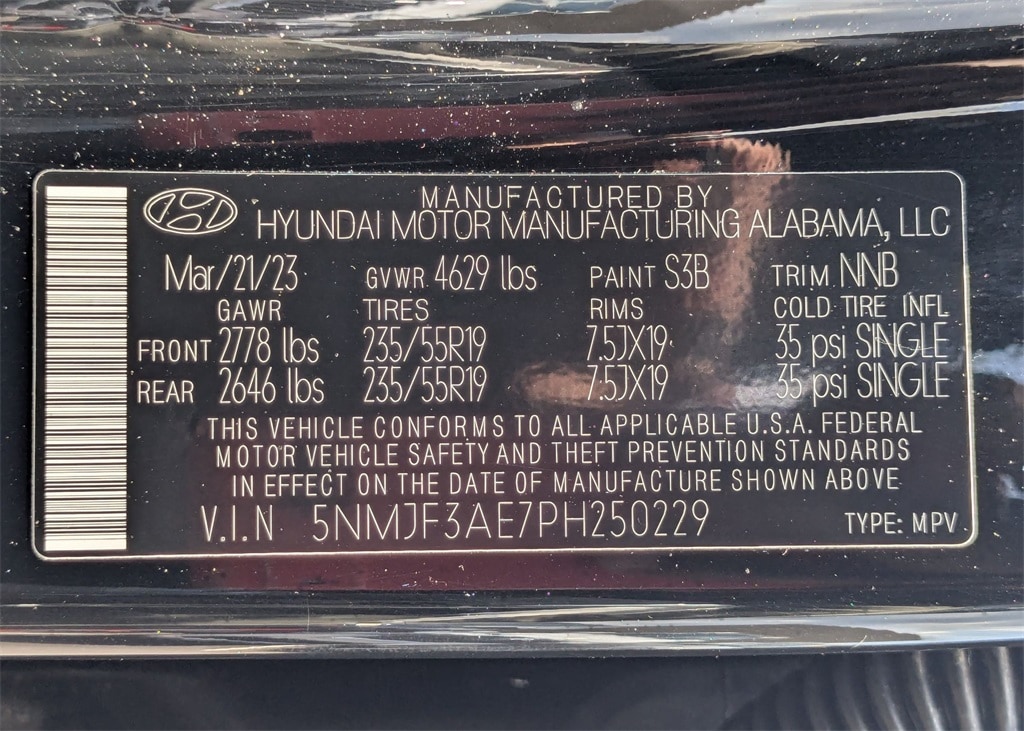 MANUFACTURED BY
HYUNDAI MOTOR MANUFACTURING ALABAMA, LLC
Mar/21/23 GVWR 4629 lbs PAINT S3B TRIM NNB
GAWR TIRES RIMS COLD TIRE INFL
FRONT 2778 lbs 235/55R19 7.5JX19 35 psi SINGLE
REAR 2646 lbs 235/55R19 7.5JX19 35 psi SINGLE
THIS VEHICLE CONFORMS TO ALL APPLICABLE U.S.A. FEDERAL
MOTOR VEHICLE SAFETY AND THEFT PREVENTION STANDARDS
IN EFFECT ON THE DATE OF MANUFACTURE SHOWN ABOVE
V.I.N 5NMJF3AE7PH250229 TYPE: MPV